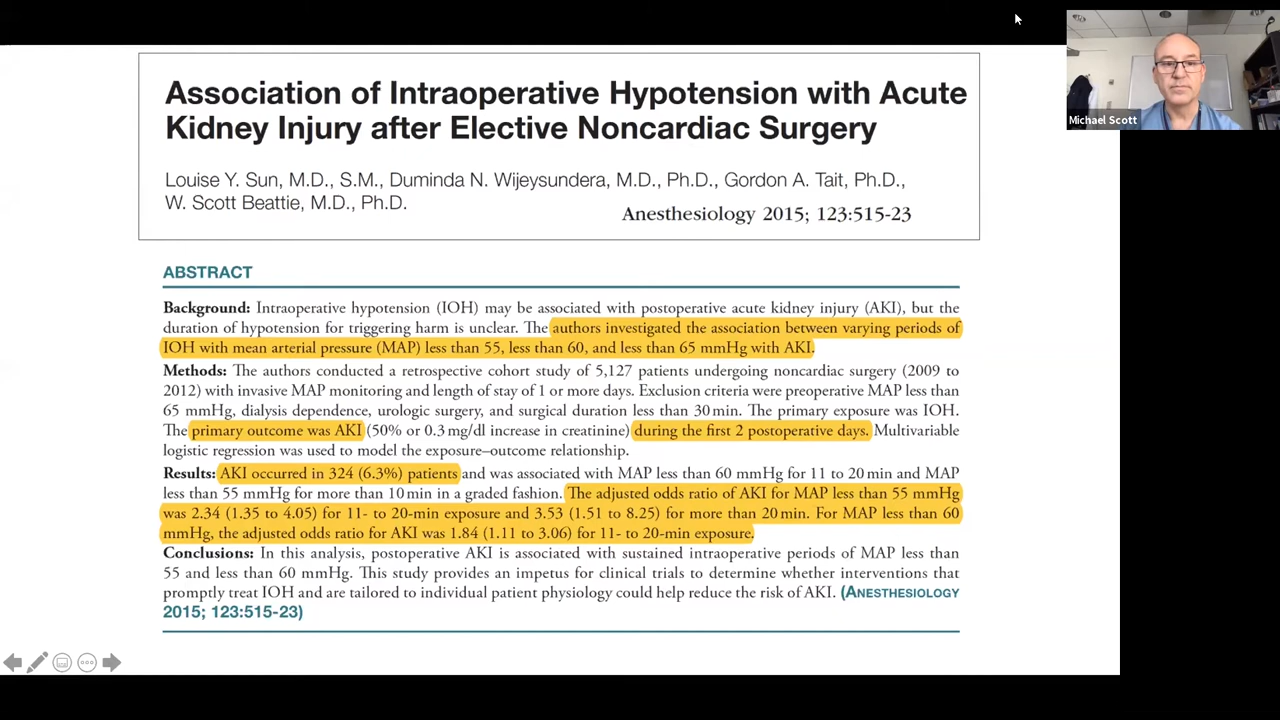 Association of Intraoperative Hypotension with Acute
Kidney Injury after Elective Noncardiac Surgery
Louise Y. Sun, M.D., S.M., Duminda N. Wijeysundera, M.D., Ph.D., Gordon A. Tait, Ph.D.,
W. Scott Beattie, M.D., Ph.D.
Anesthesiology 2015; 123:515-23
Michael Scott
ABSTRACT
Background: Intraoperative hypotension (IOH) may be associated with postoperative acute kidney injury (AKI), but the
duration of hypotension for triggering harm is unclear. The authors investigated the association between varying periods of
IOH with mean arterial pressure (MAP) less than 55, less than 60, and less than 65 mmHg with AKI.
Methods: The authors conducted a retrospective cohort study of 5,127 patients undergoing noncardiac surgery (2009 to
2012) with invasive MAP monitoring and length of stay of 1 or more days. Exclusion criteria were preoperative MAP less than
65 mmHg, dialysis dependence, urologic surgery, and surgical duration less than 30 min. The primary exposure was IOH.
The primary outcome was AKI (50% or 0.3 mg/dl increase in creatinine) during the first 2 postoperative days. Multivariable
logistic regression was used to model the exposure–outcome relationship.
Results: AKI occurred in 324 (6.3%) patients and was associated with MAP less than 60 mmHg for 11 to 20 min and MAP
less than 55 mmHg for more than 10 min in a graded fashion. The adjusted odds ratio of AKI for MAP less than 55 mmHg
was 2.34 (1.35 to 4.05) for 11- to 20-min exposure and 3.53 (1.51 to 8.25) for more than 20 min. For MAP less than 60
mmHg, the adjusted odds ratio for AKI was 1.84 (1.11 to 3.06) for 11- to 20-min exposure.
Conclusions: In this analysis, postoperative AKI is associated with sustained intraoperative periods of MAP less than
55 and less than 60 mmHg. This study provides an impetus for clinical trials to determine whether interventions that
promptly treat IOH and are tailored to individual patient physiology could help reduce the risk of AKI. (ANESTHESIOLOGY
2015; 123:515-23)